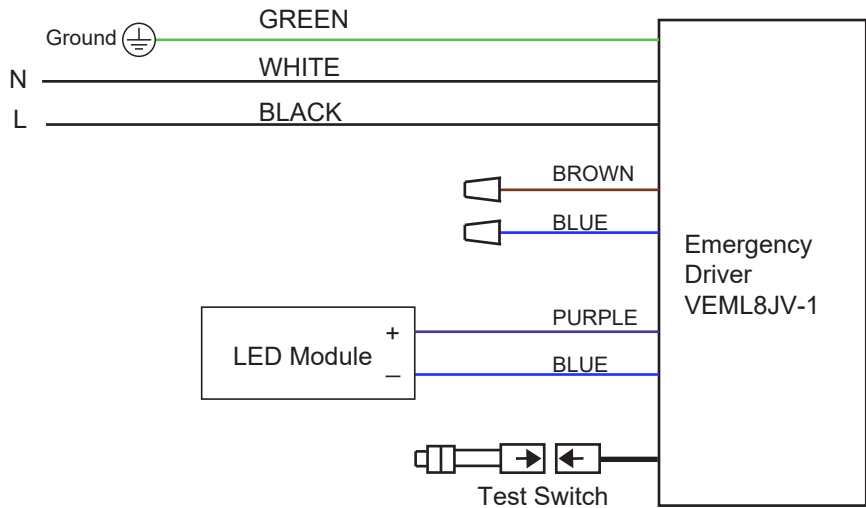 GREEN
Ground
WHITE
N
BLACK
L
BROWN
BLUE
Emergency
Driver
VEML8JV-1
PURPLE
+
LED Module
–
BLUE
Test Switch